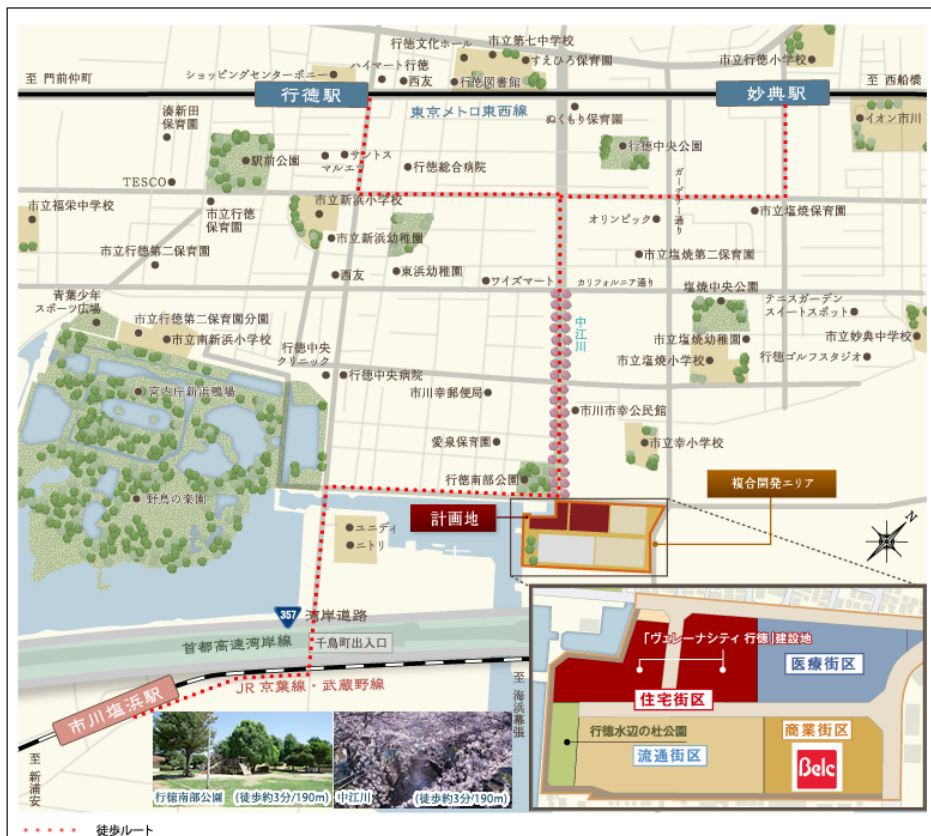 行徳文化ホール
市立第七中学校
すえひろ保育園
市立行徳小学校
至 門前仲町
ショッピングセンターポニー
ハイマート行徳
西友
行徳図書館
至 西船橋
行徳駅
妙典駅
東京メトロ東西線
ぬくもり保育園
イオン市川
湊新田
保育園
駅前公園
サントス
マルエツ
行徳総合病院
行徳中央公園
TESCO
ガーデナー通り
市立福栄中学校
市立行徳
保育園
市立新浜小学校
オリンピック
市立塩焼保育園
市立行徳第二保育園
市立新浜幼稚園
市立塩焼第二保育園
西友
東浜幼稚園
ワイズマート
カリフォルニア通り
青葉少年
スポーツ広場
塩焼中央公園
テニスガーデン
スイートスポット
市立行徳第二保育園分園
市立南新浜小学校
中江川
行徳中央
クリニック
市立塩焼幼稚園
市立妙典中学校
行徳中央病院
市立塩焼小学校
行徳ゴルフスタジオ
宮内庁新浜鴨場
市川幸郵便局
市川市幸公民館
愛泉保育園
市立幸小学校
行徳南部公園
複合開発エリア
野鳥の楽園
計画地
ユニディ
ニトリ
N
357 湾岸道路
首都高速湾岸線
千鳥町出入口
「ヴェレーナシティ 行徳」建設地
医療街区
住宅街区
JR 京葉線・武蔵野線
市川塩浜駅
至 海浜幕張
行徳水辺の杜公園
流通街区
商業街区
Belc
至 新浦安
行徳南部公園 (徒歩約3分/190m)
中江川 (徒歩約3分/190m)
徒歩ルート